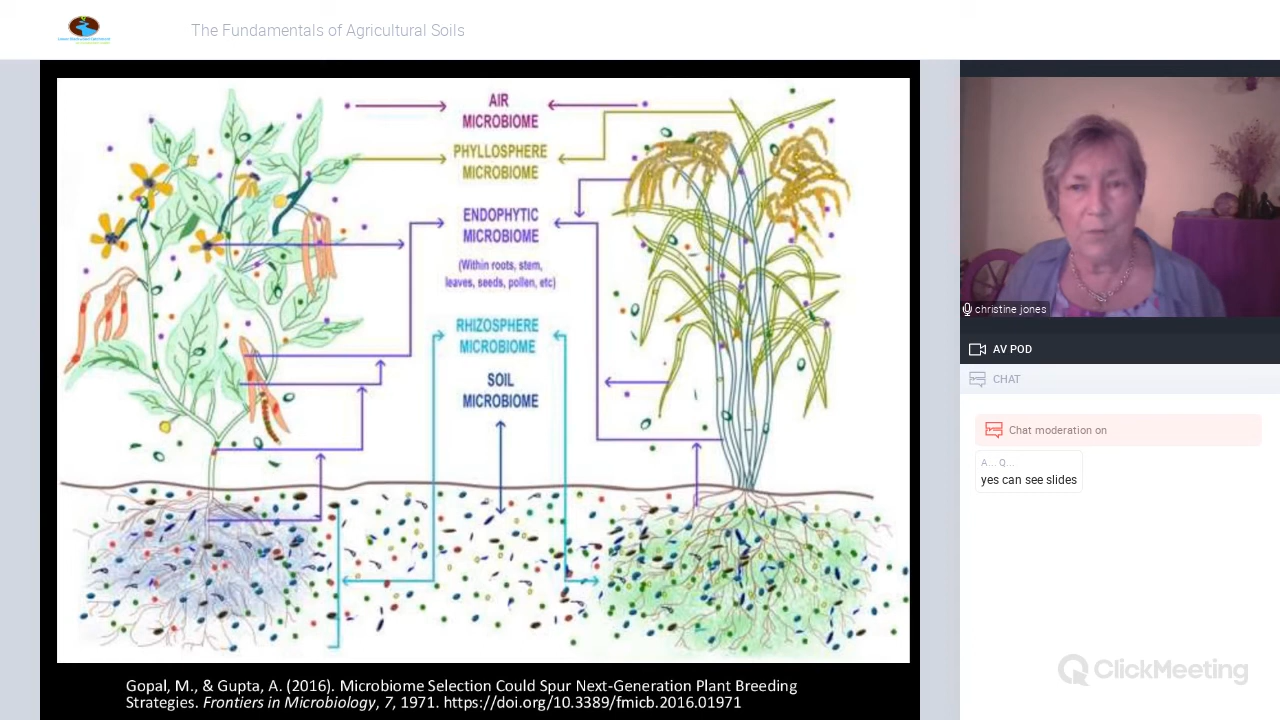 The Fundamentals of Agricultural Soils
AIR
MICROBIOME
PHYLLOSPHERE
MICROBIOME
ENDOPHYTIC
MICROBIOME
(Within roots, stem,
leaves, seeds, pollen, etc)
RHIZOSPHERE
MICROBIOME
SOIL
MICROBIOME
Gopal, M., & Gupta, A. (2016). Microbiome Selection Could Spur Next-Generation Plant Breeding
Strategies. Frontiers in Microbiology, 7, 1971. https://doi.org/10.3389/fmicb.2016.01971
christine jones
AV POD
CHAT
Chat moderation on
A... Q...
yes can see slides
ClickMeeting